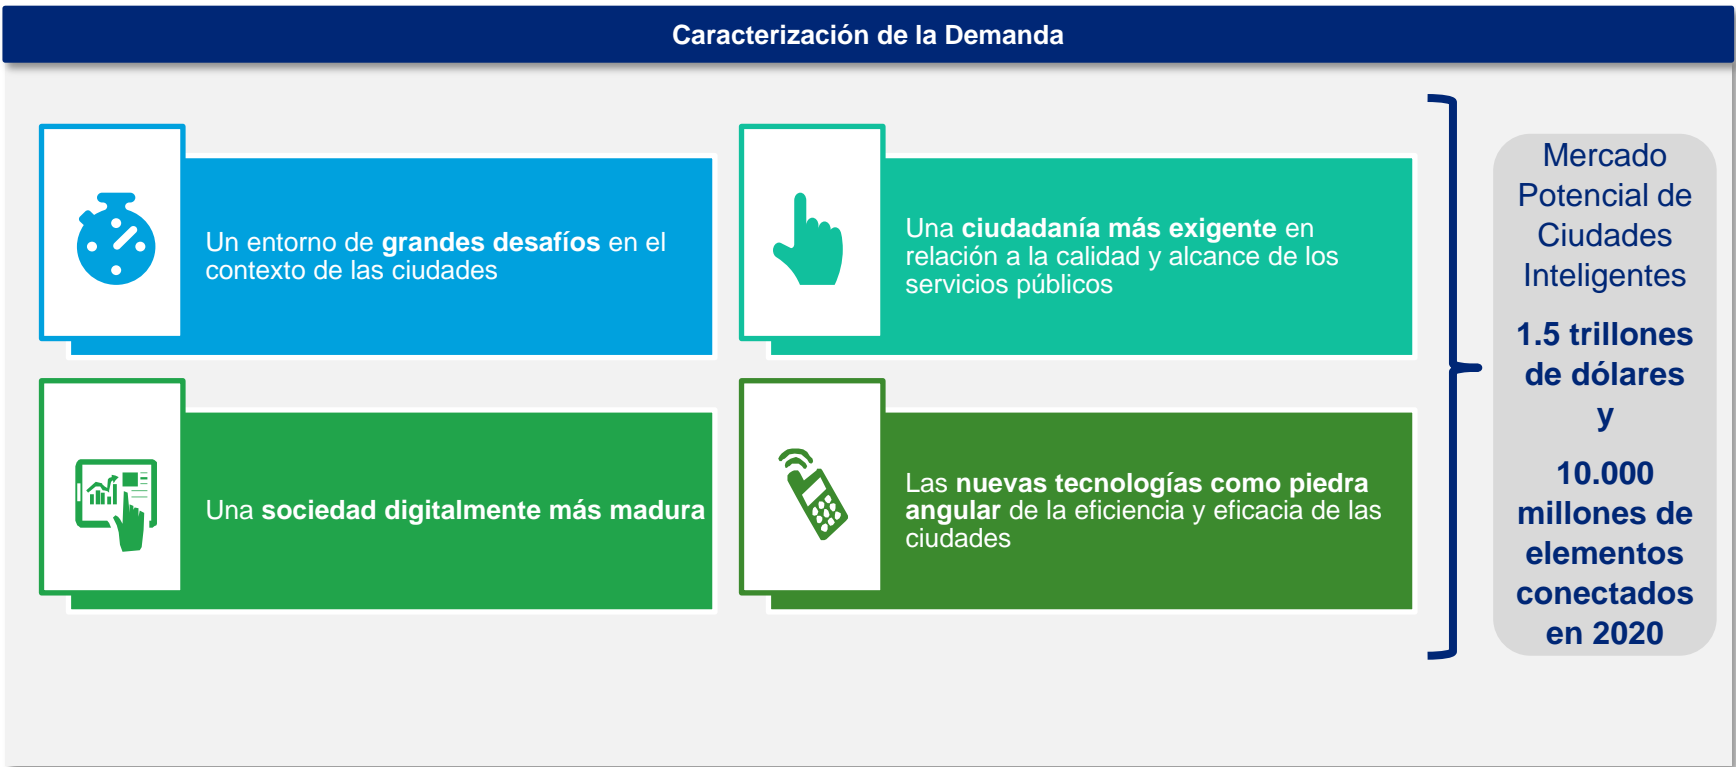 Caracterización de la Demanda
Un entorno de grandes desafíos en el
contexto de las ciudades
Una ciudadanía más exigente en
relación a la calidad y alcance de los
servicios públicos
Una sociedad digitalmente más madura
Las nuevas tecnologías como piedra
angular de la eficiencia y eficacia de las
ciudades
Mercado
Potencial de
Ciudades
Inteligentes
1.5 trillones
de dólares
y
10.000
millones de
elementos
conectados
en 2020